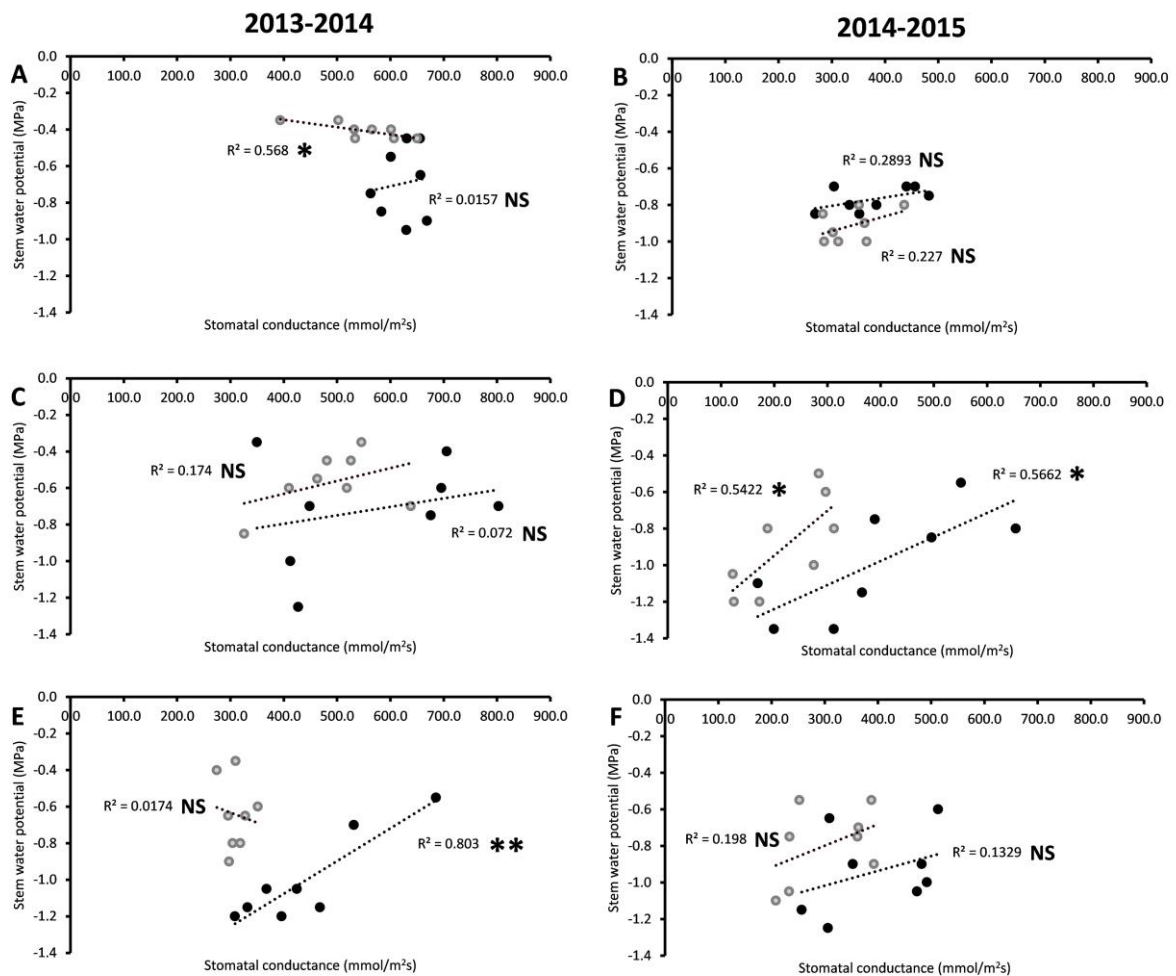 2013-2014
2014-2015
A
0.0
0.0 100.0 200.0 300.0 400.0 500.0 600.0 700.0 800.0 900.0
-0.2
-0.4
-0.6
-0.8
-1.0
-1.2
-1.4
Stem water potential (MPa)
R² = 0.568 *
R² = 0.0157 NS
Stomatal conductance (mmol/m²s)
B
0.0
0.0 100.0 200.0 300.0 400.0 500.0 600.0 700.0 800.0 900.0
-0.2
-0.4
-0.6
-0.8
-1.0
-1.2
-1.4
Stem water potential (MPa)
R² = 0.2893 NS
R² = 0.227 NS
Stomatal conductance (mmol/m²s)
C
0.0
0.0 100.0 200.0 300.0 400.0 500.0 600.0 700.0 800.0 900.0
-0.2
-0.4
-0.6
-0.8
-1.0
-1.2
-1.4
Stem water potential (MPa)
R² = 0.174 NS
R² = 0.072 NS
Stomatal conductance (mmol/m²s)
D
0.0
0.0 100.0 200.0 300.0 400.0 500.0 600.0 700.0 800.0 900.0
-0.2
-0.4
-0.6
-0.8
-1.0
-1.2
-1.4
Stem water potential (MPa)
R² = 0.5422 *
R² = 0.5662 *
Stomatal conductance (mmol/m²s)
E
0.0
0.0 100.0 200.0 300.0 400.0 500.0 600.0 700.0 800.0 900.0
-0.2
-0.4
-0.6
-0.8
-1.0
-1.2
-1.4
Stem water potential (MPa)
R² = 0.0174 NS
R² = 0.803 **
Stomatal conductance (mmol/m²s)
F
0.0
0.0 100.0 200.0 300.0 400.0 500.0 600.0 700.0 800.0 900.0
-0.2
-0.4
-0.6
-0.8
-1.0
-1.2
-1.4
Stem water potential (MPa)
R² = 0.198 NS
R² = 0.1329 NS
Stomatal conductance (mmol/m²s)